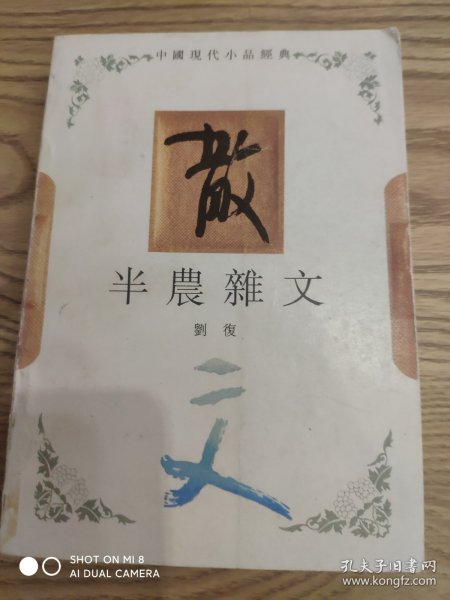 中國現代小品經典
散
半農雜文
劉復
文
SHOT ON MI 8
AI DUAL CAMERA
孔夫子旧书网
www.kongfz.com